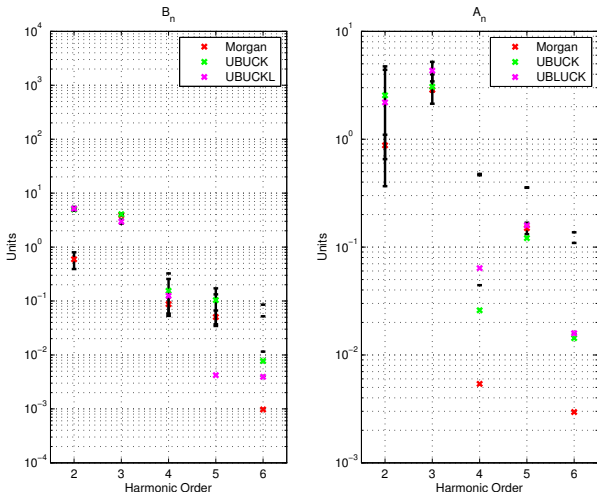 B_n
10^4
10^3
10^2
10^1
10^0
10^−1
10^−2
10^−3
10^−4
Units
2 3 4 5 6
Harmonic Order
Morgan
UBUCK
UBUCKL
A_n
10^1
10^0
10^−1
10^−2
10^−3
Units
2 3 4 5 6
Harmonic Order
Morgan
UBUCK
UBLUCK